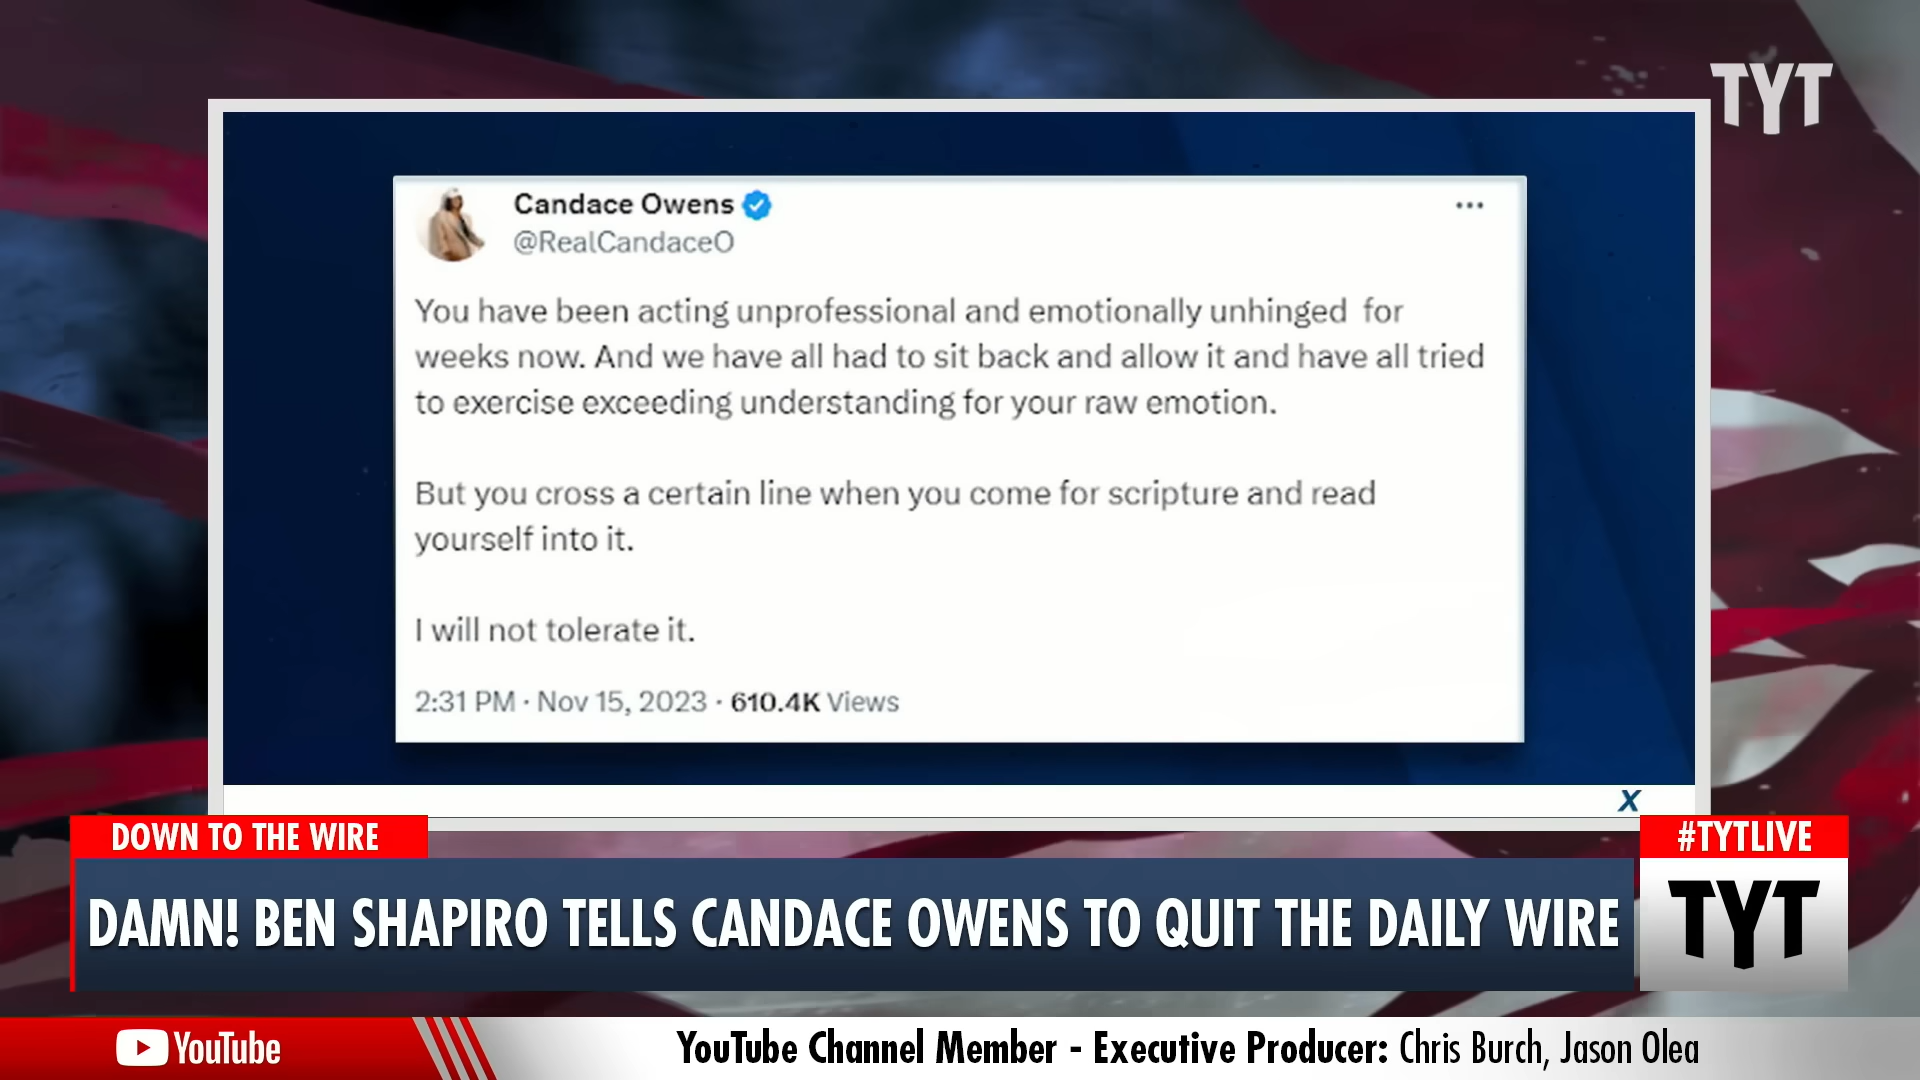 TYT
Candace Owens
@RealCandaceO
You have been acting unprofessional and emotionally unhinged for
weeks now. And we have all had to sit back and allow it and have all tried
to exercise exceeding understanding for your raw emotion.
But you cross a certain line when you come for scripture and read
yourself into it.
I will not tolerate it.
2:31 PM · Nov 15, 2023 · 610.4K Views
X
DOWN TO THE WIRE
#TYTLIVE
DAMN! BEN SHAPIRO TELLS CANDACE OWENS TO QUIT THE DAILY WIRE
TYT
YouTube
YouTube Channel Member - Executive Producer: Chris Burch, Jason Olea